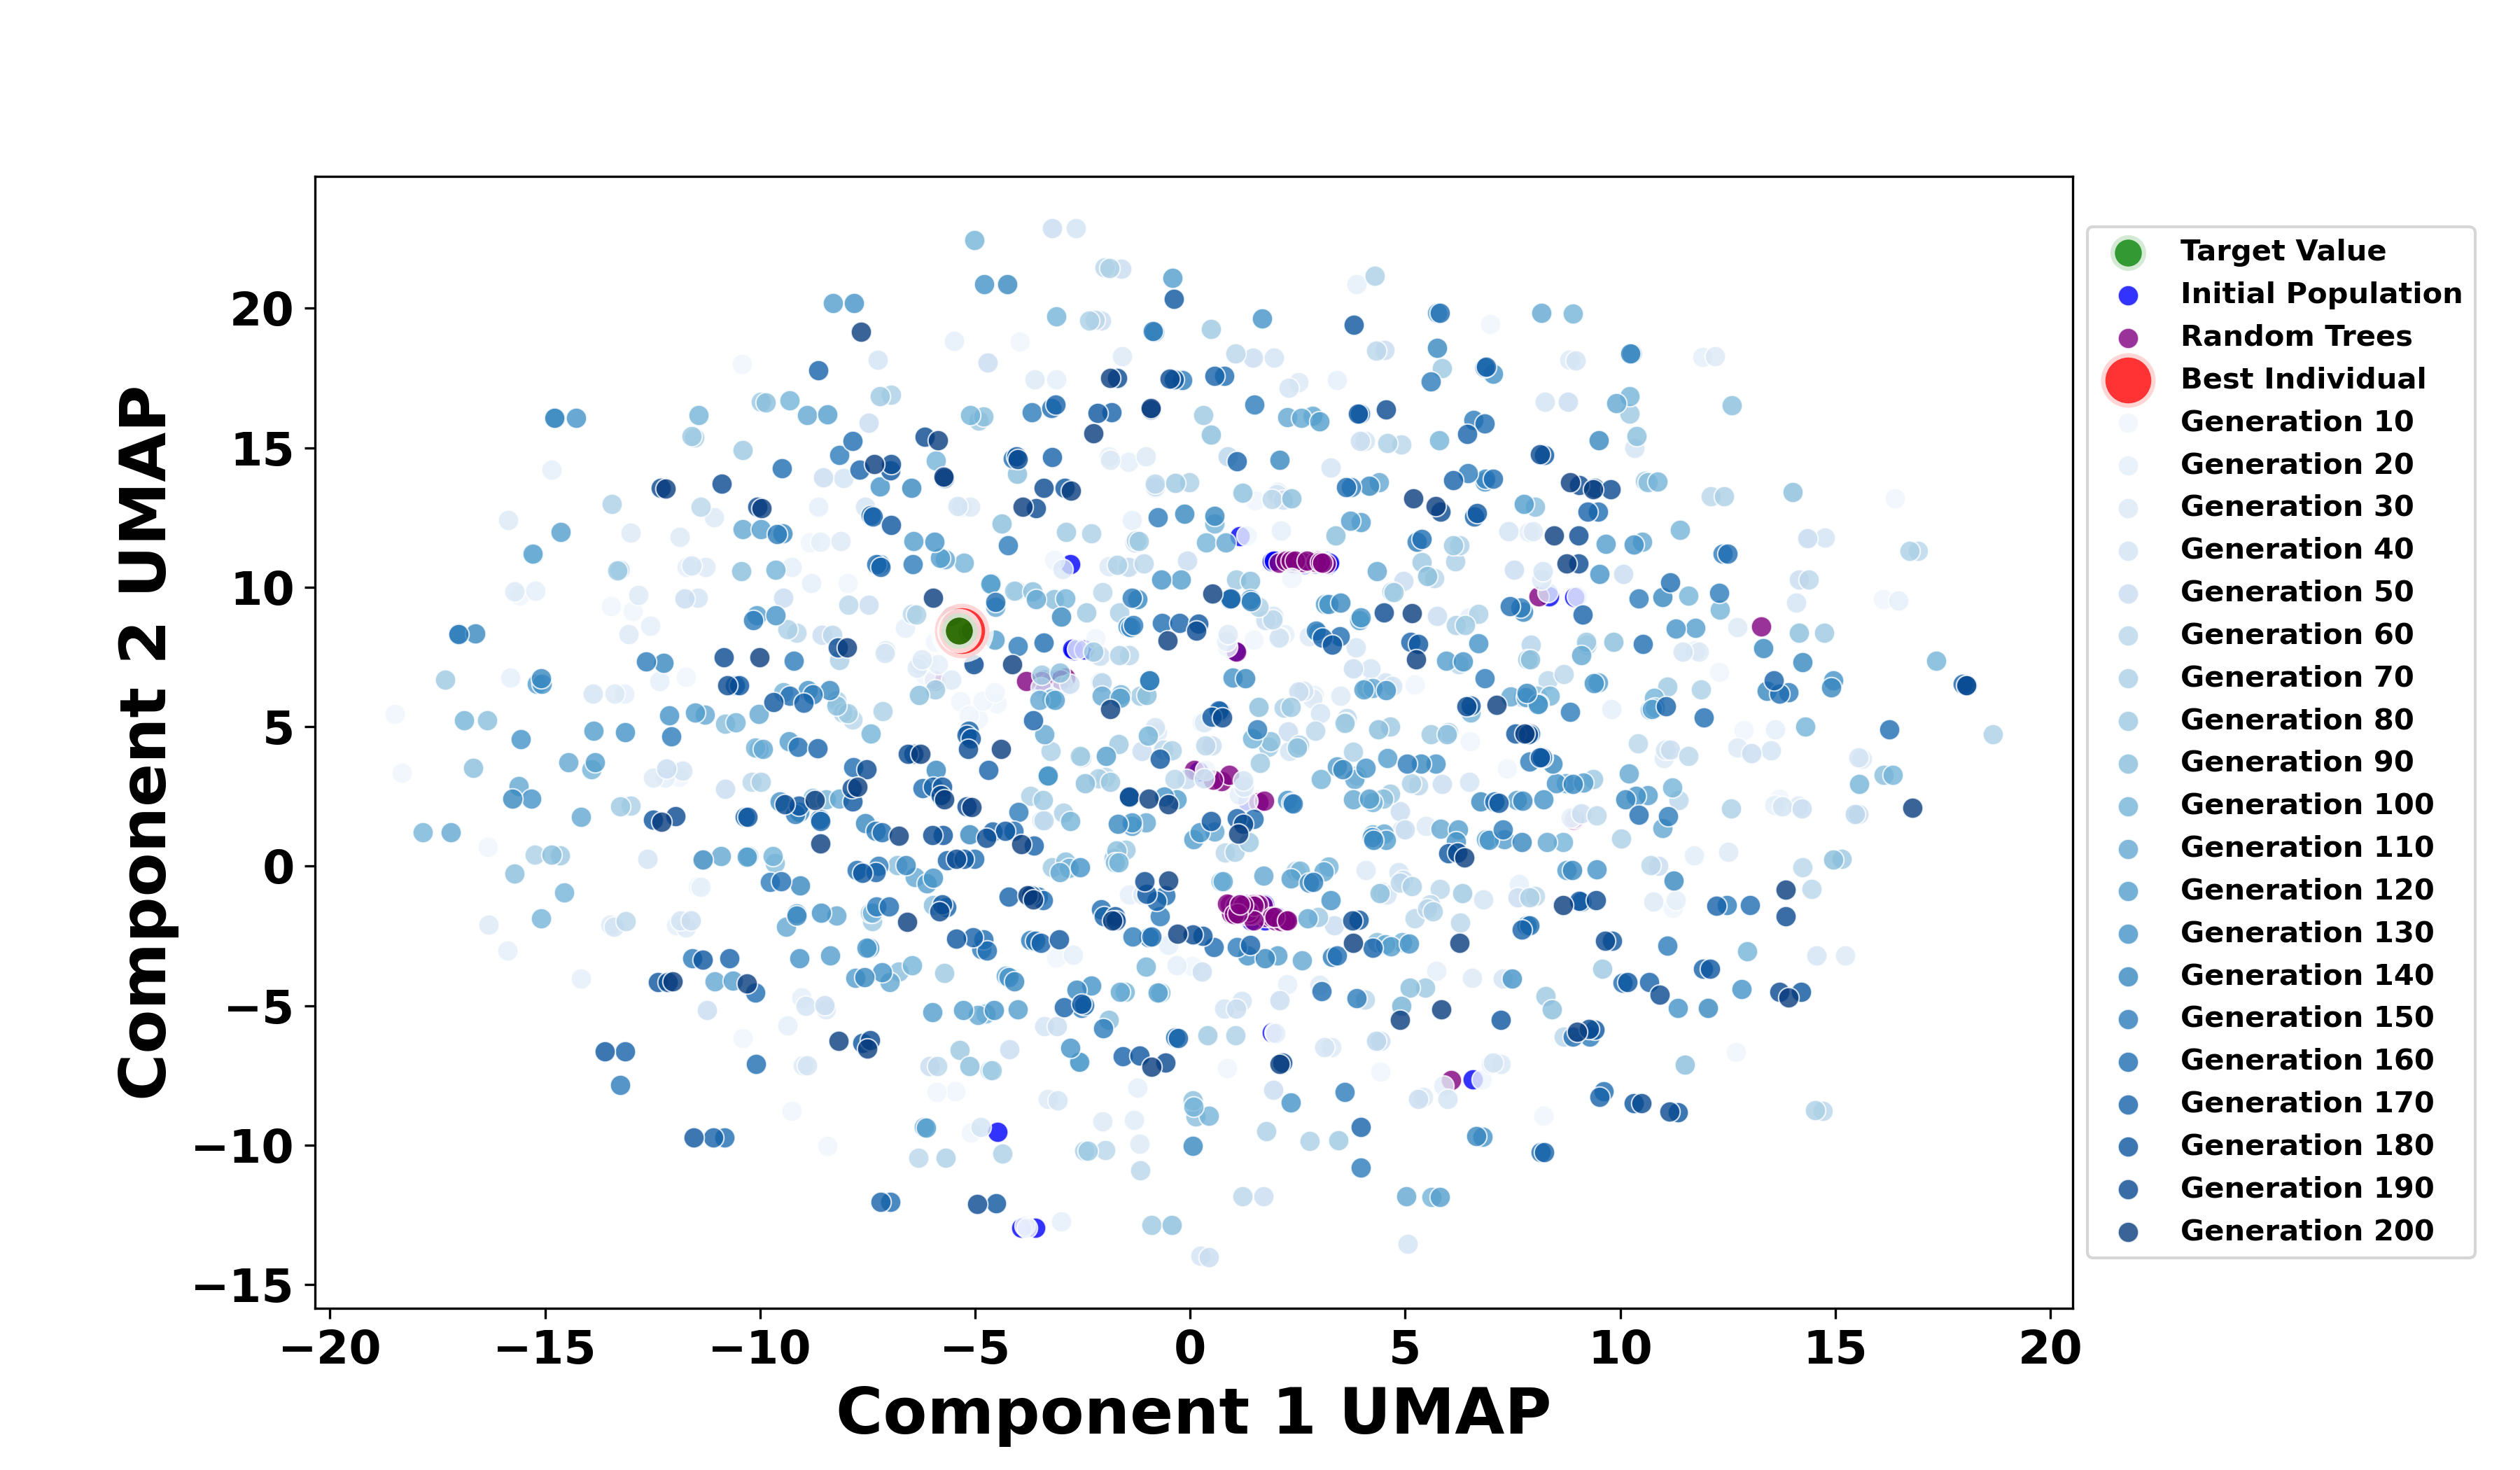 20
15
10
5
0
−5
−10
−15
Component 2 UMAP
−20
−15
−10
−5
0
5
10
15
20
Component 1 UMAP
Target Value
Initial Population
Random Trees
Best Individual
Generation 10
Generation 20
Generation 30
Generation 40
Generation 50
Generation 60
Generation 70
Generation 80
Generation 90
Generation 100
Generation 110
Generation 120
Generation 130
Generation 140
Generation 150
Generation 160
Generation 170
Generation 180
Generation 190
Generation 200